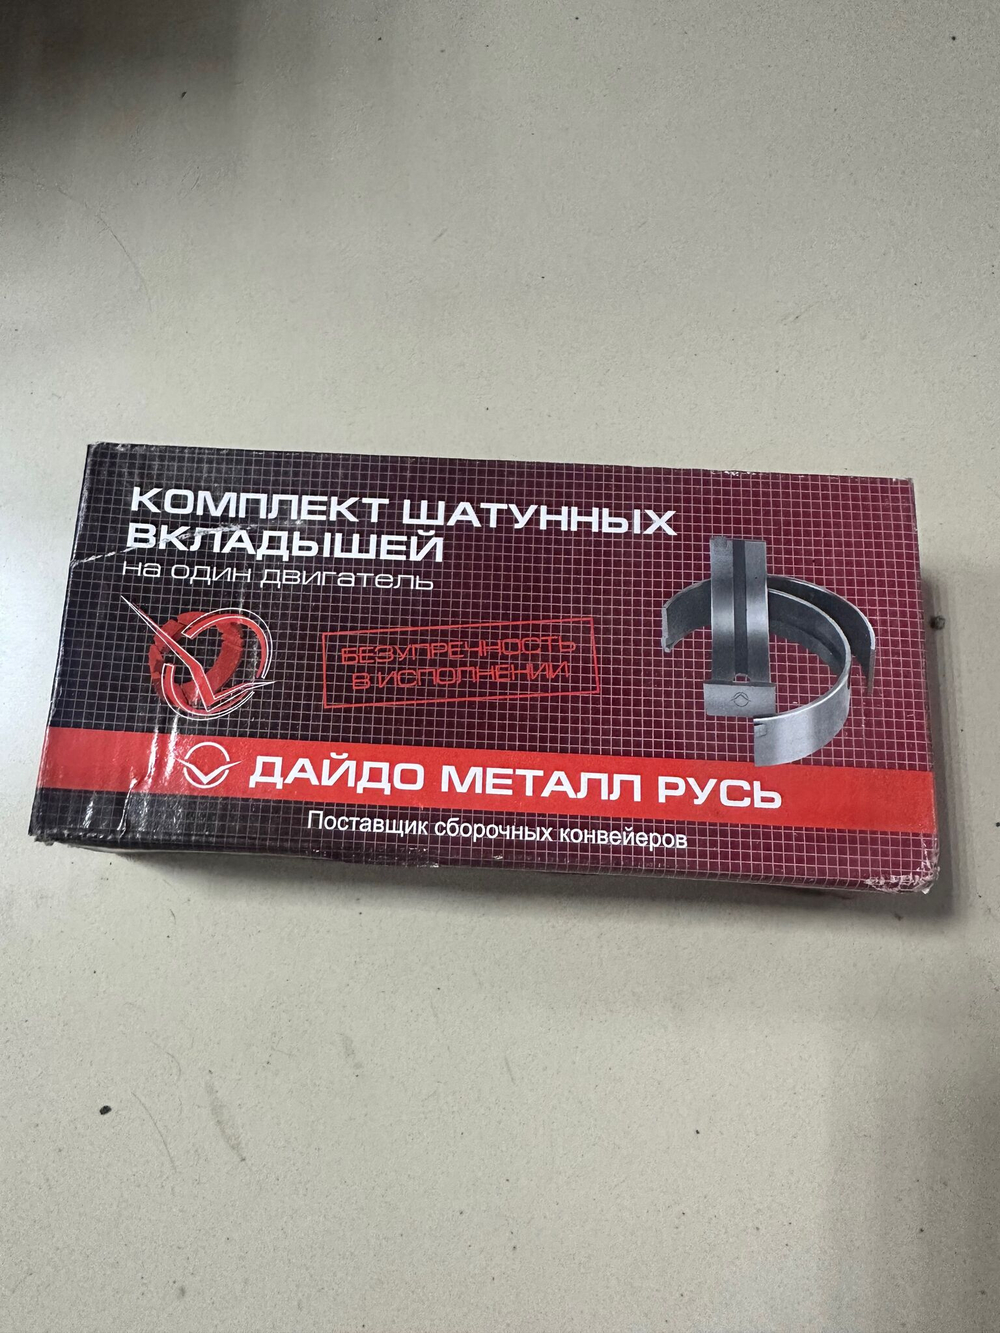 КОМПЛЕКТ ШАТУННЫХ
ВКЛАДЫШЕЙ
на один двигатель
БЕЗУПРЕЧНОСТЬ
В ИСПОЛНЕНИИ
ДАЙДО МЕТАЛЛ РУСЬ
Поставщик сборочных конвейеров